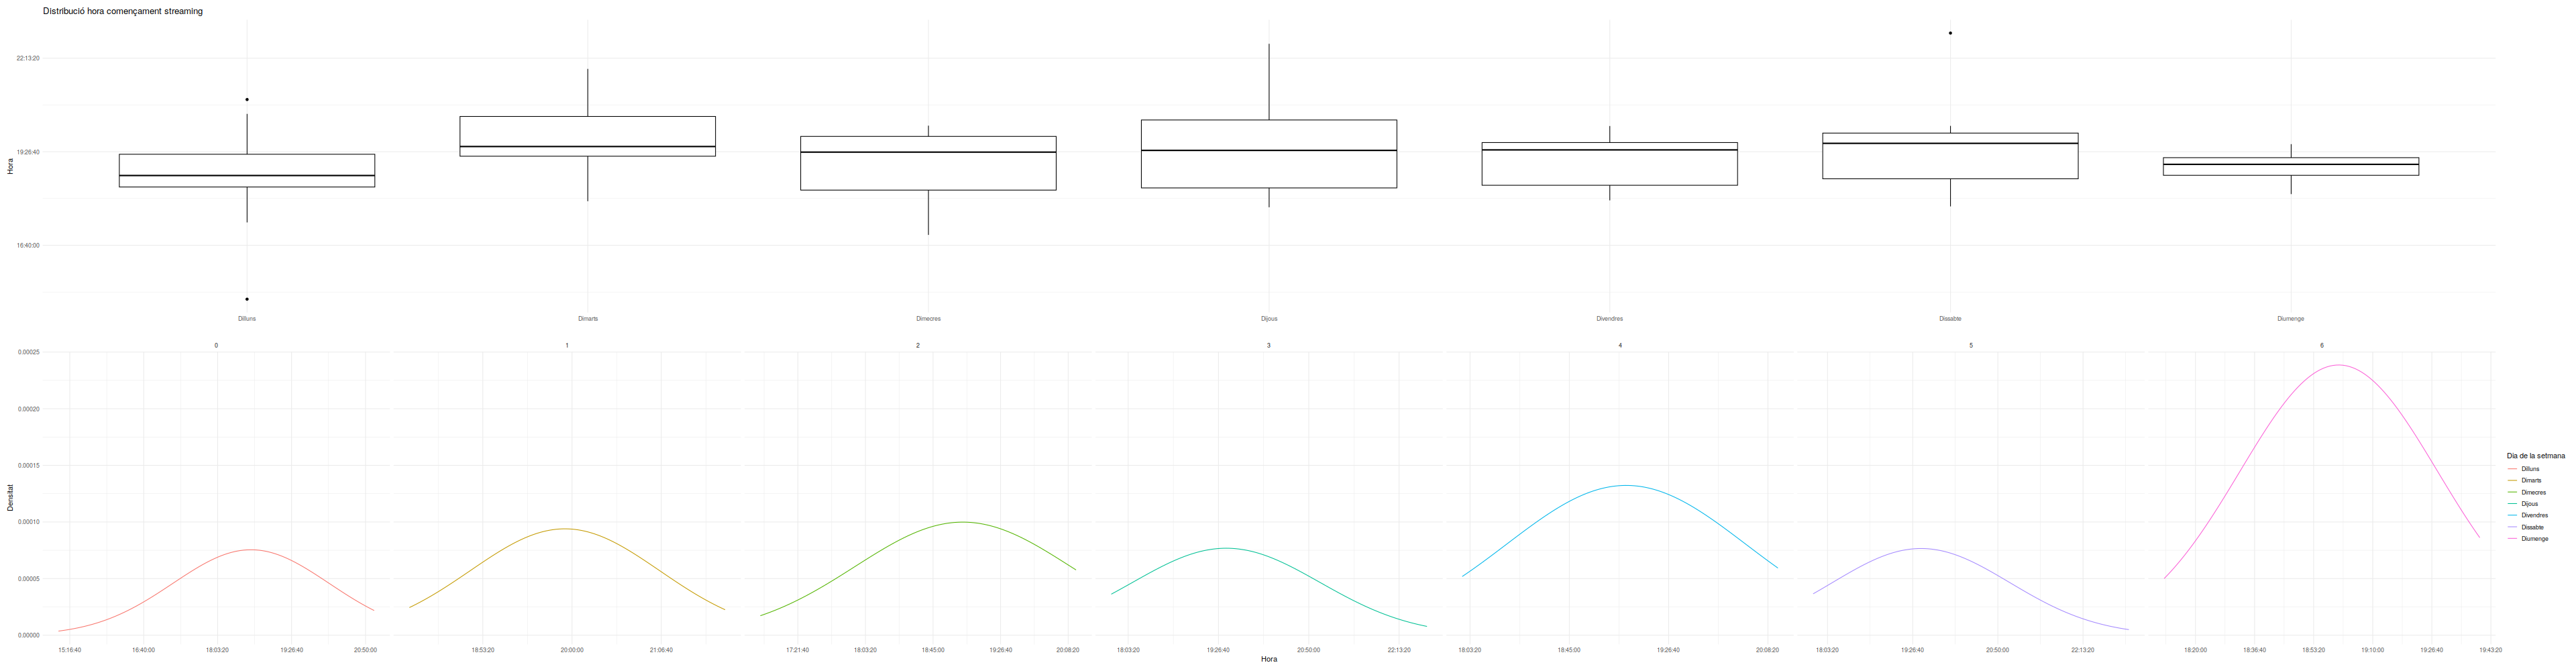 Distribució hora començament streaming
Hora
22:13:20
19:26:40
16:40:00
Dilluns
Dimarts
Dimecres
Dijous
Divendres
Dissabte
Diumenge
0
1
2
3
4
5
6
Densitat
0.00025
0.00020
0.00015
0.00010
0.00005
0.00000
15:16:40
16:40:00
18:03:20
19:26:40
20:50:00
18:53:20
20:00:00
21:06:40
17:21:40
18:03:20
18:45:00
19:26:40
20:08:20
18:03:20
19:26:40
20:50:00
22:13:20
18:03:20
18:45:00
19:26:40
20:08:20
18:03:20
19:26:40
20:50:00
22:13:20
18:20:00
18:36:40
18:53:20
19:10:00
19:26:40
19:43:20
Hora
Dia de la setmana
Dilluns
Dimarts
Dimecres
Dijous
Divendres
Dissabte
Diumenge